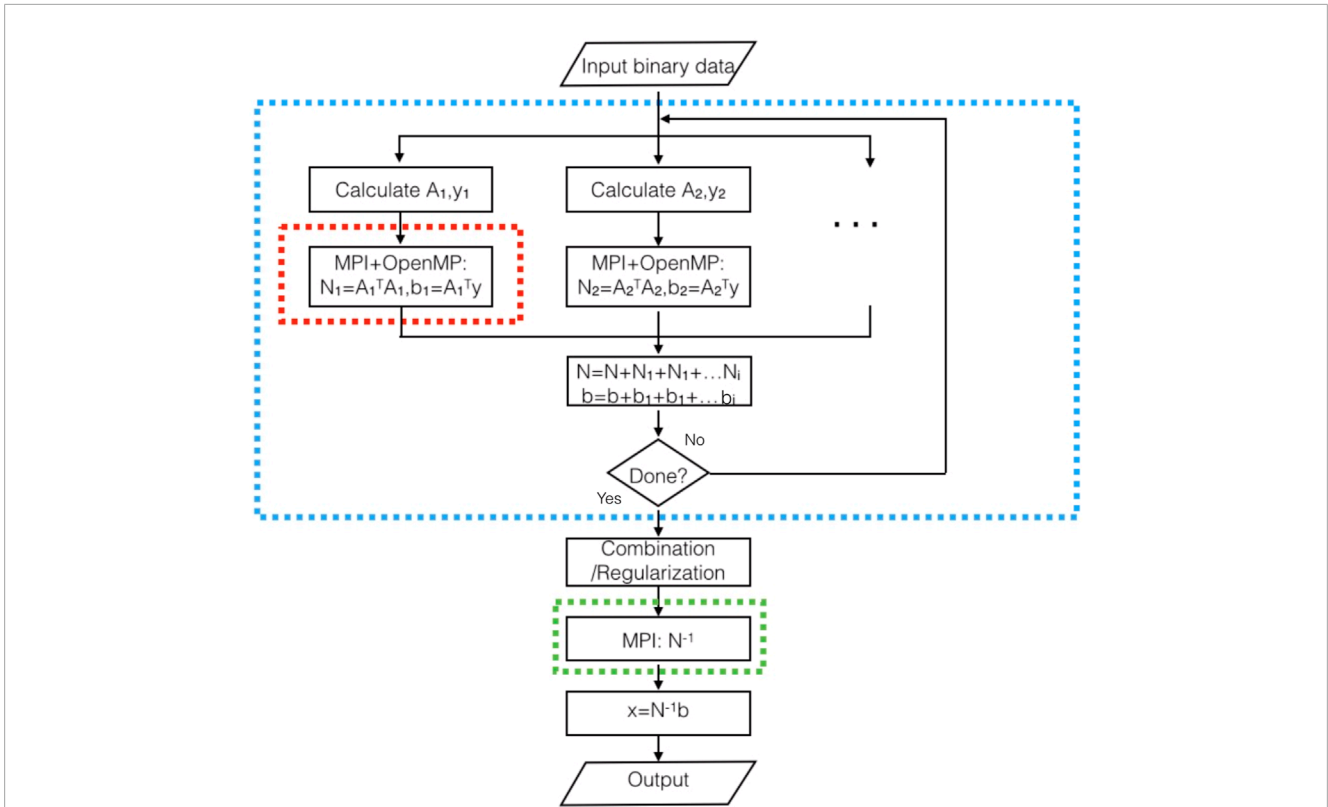 Input binary data
Calculate A₁,y₁
Calculate A₂,y₂
...
MPI+OpenMP:
N₁=A₁ᵀA₁,b₁=A₁ᵀy
MPI+OpenMP:
N₂=A₂ᵀA₂,b₂=A₂ᵀy
N=N+N₁+N₁+...Nᵢ
b=b+b₁+b₁+...bᵢ
No
Done?
Yes
Combination
/Regularization
MPI: N⁻¹
x=N⁻¹b
Output